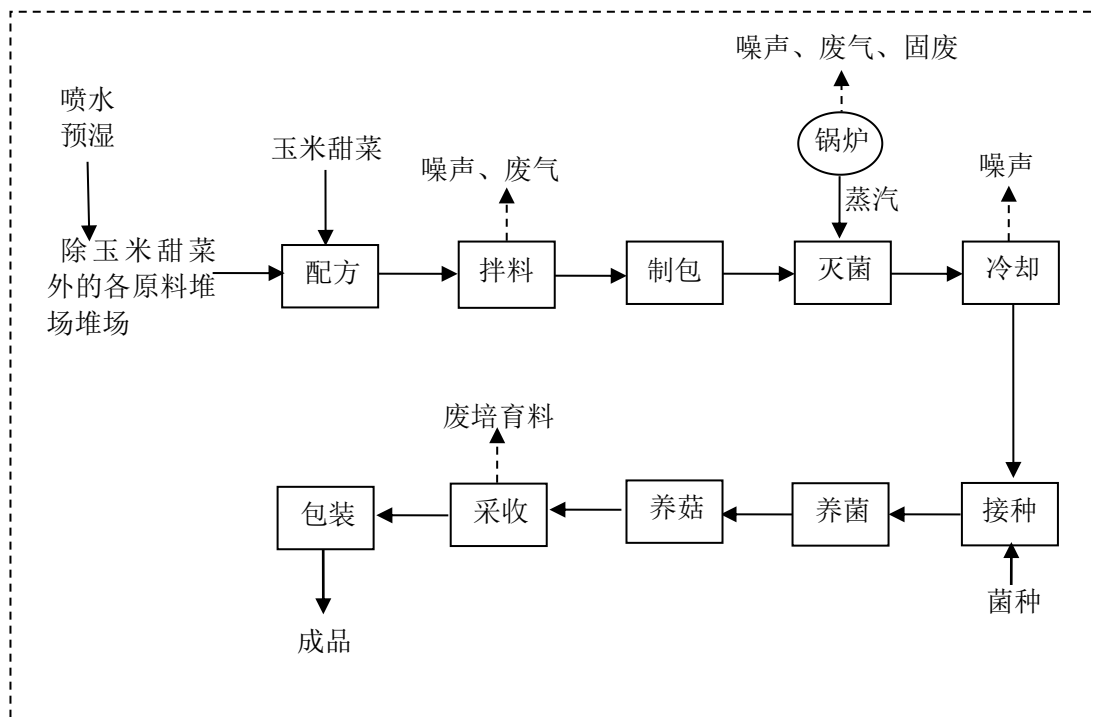 噪声、废气、固废
喷水
预湿
玉米甜菜
噪声、废气
锅炉
噪声
蒸汽
除玉米甜菜
外的各原料堆
场堆场
配方
拌料
制包
灭菌
冷却
废培育料
包装
采收
养菇
养菌
接种
菌种
成品